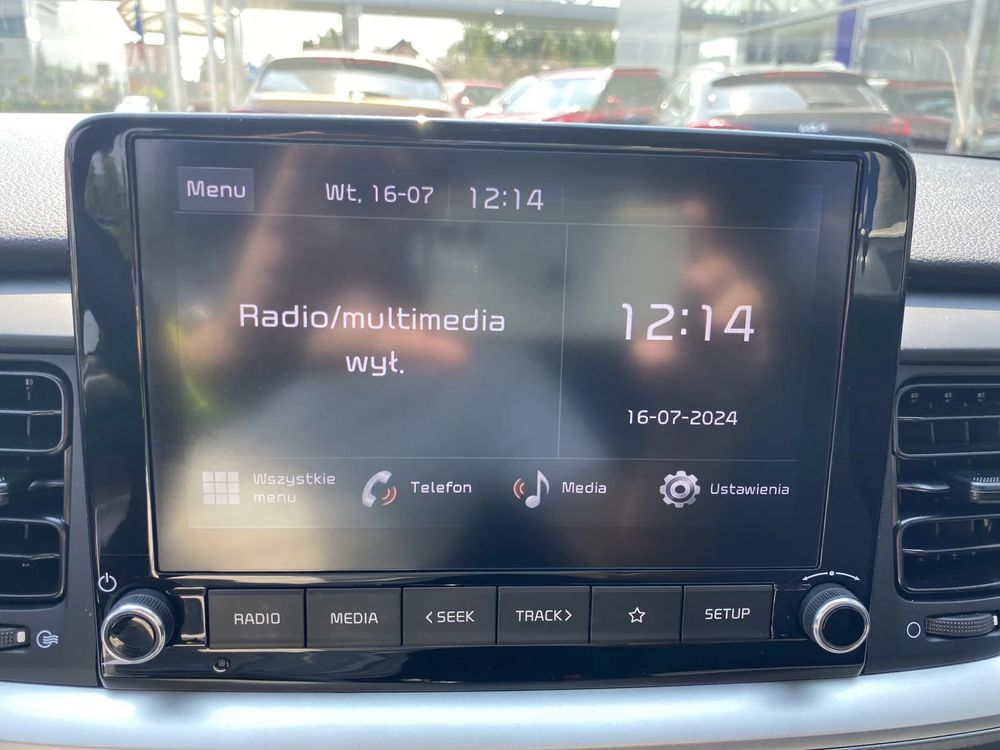 Menu
Wt, 16-07
12:14
Radio/multimedia
wył.
12:14
16-07-2024
Wszystkie
menu
Telefon
Media
Ustawienia
RADIO
MEDIA
<SEEK
TRACK>
SETUP